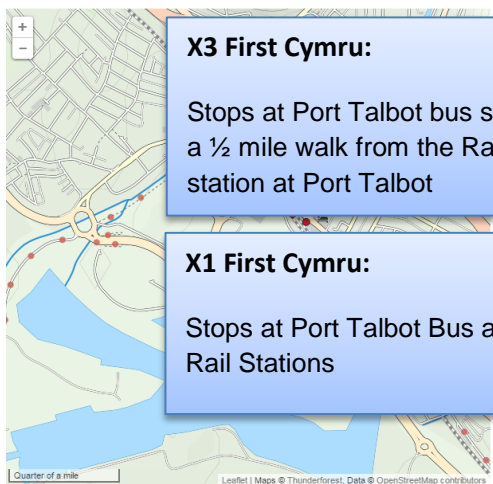 +
−
X3 First Cymru:
Stops at Port Talbot bus s
a ½ mile walk from the Ra
station at Port Talbot
X1 First Cymru:
Stops at Port Talbot Bus a
Rail Stations
Quarter of a mile
Leaflet | Maps © Thunderforest, Data © OpenStreetMap contributors